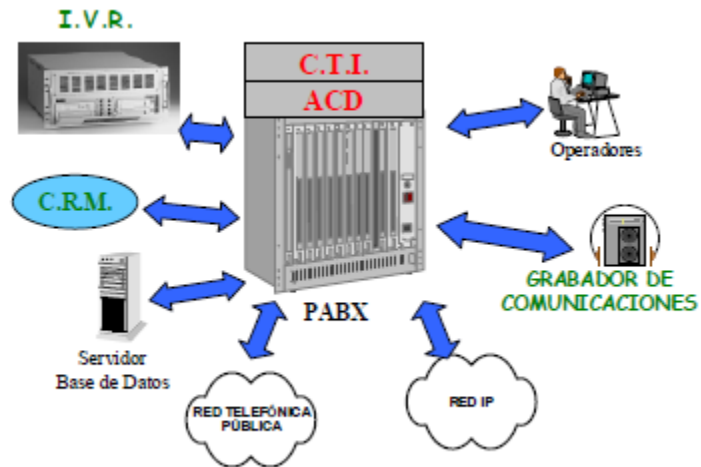 I.V.R.
C.T.I.
ACD
Operadores
C.R.M.
GRABADOR DE
COMUNICACIONES
PABX
Servidor
Base de Datos
RED TELEFÓNICA
PÚBLICA
RED IP